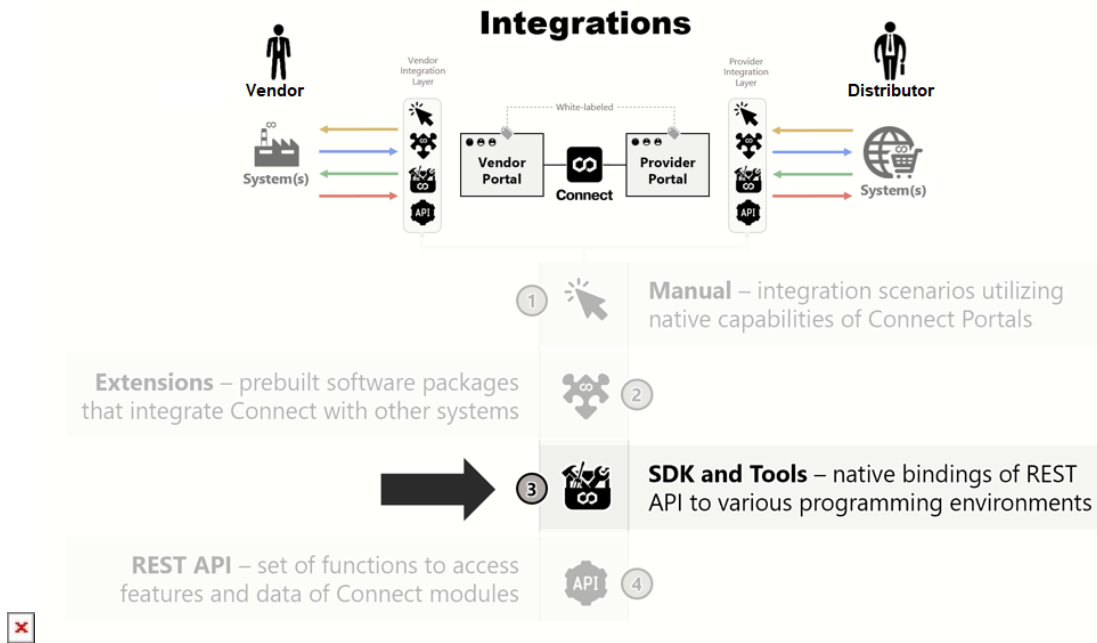 Integrations
Vendor
Vendor
Integration
Layer
Provider
Integration
Layer
Distributor
White-labeled
System(s)
Vendor
Portal
Connect
Provider
Portal
System(s)
API
API
1
Manual – integration scenarios utilizing
native capabilities of Connect Portals
Extensions – prebuilt software packages
that integrate Connect with other systems
2
3
SDK and Tools – native bindings of REST
API to various programming environments
REST API – set of functions to access
features and data of Connect modules
API
4